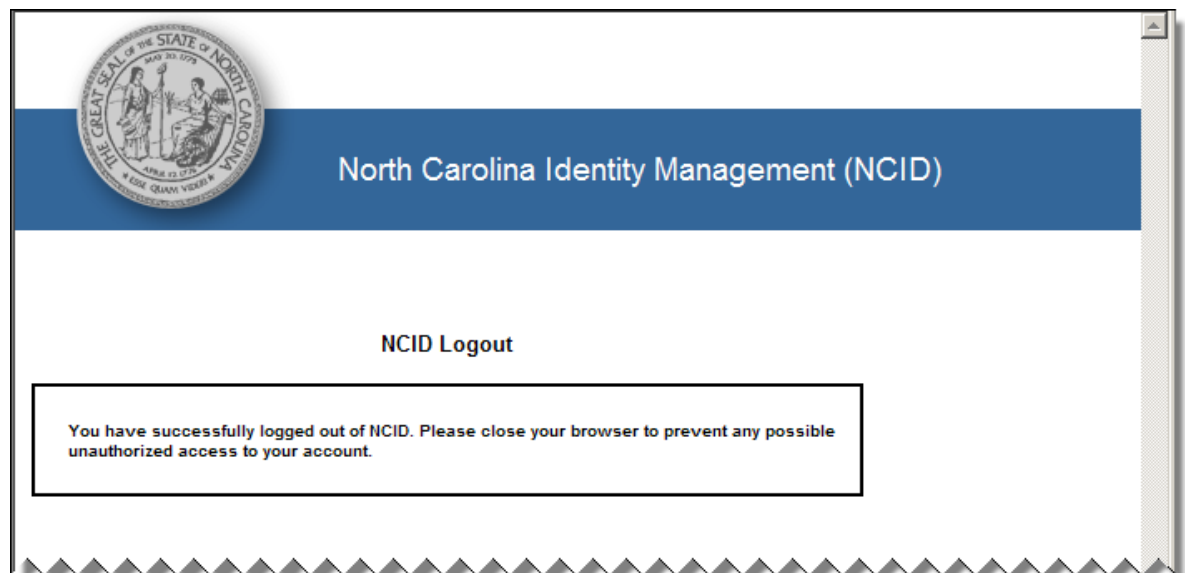 THE GREAT SEAL OF THE STATE OF NORTH CAROLINA
MAY 20, 1775
APRIL 12, 1776
ESSE QUAM VIDERI
North Carolina Identity Management (NCID)
NCID Logout
You have successfully logged out of NCID. Please close your browser to prevent any possible
unauthorized access to your account.